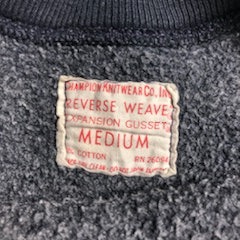 CHAMPION KNITWEAR CO., INC.
REVERSE WEAVE
EXPANSION GUSSET
MEDIUM
COTTON RN 26094